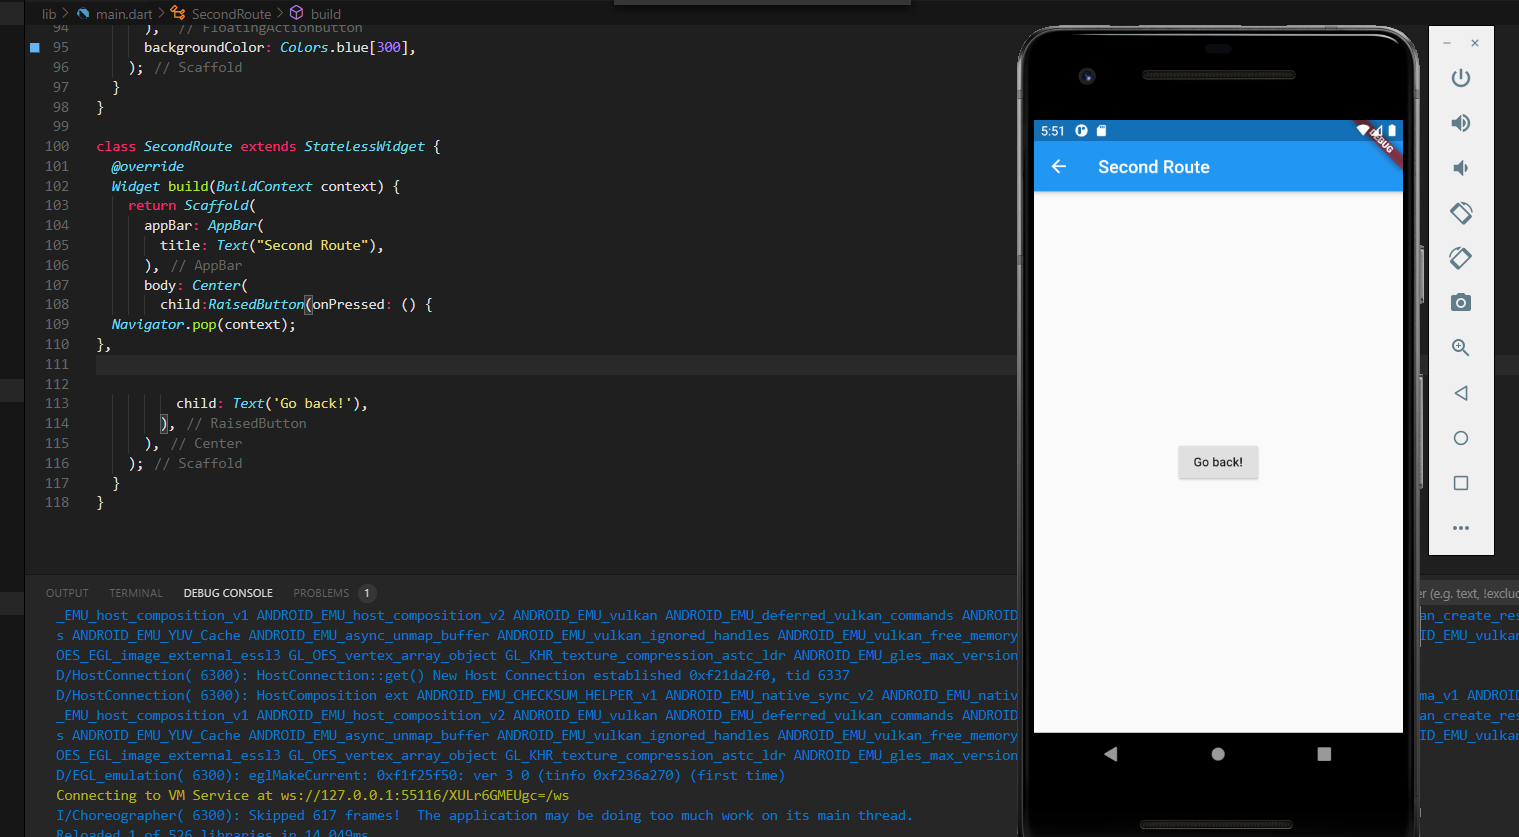 lib > main.dart > SecondRoute > build
94 ), // FloatingActionButton
95 backgroundColor: Colors.blue[300],
96 ); // Scaffold
97 }
98 }
99
100 class SecondRoute extends StatelessWidget {
101 @override
102 Widget build(BuildContext context) {
103 return Scaffold(
104 appBar: AppBar(
105 title: Text("Second Route"),
106 ), // AppBar
107 body: Center(
108 child:RaisedButton(onPressed: () {
109 Navigator.pop(context);
110 },
111
112
113 child: Text('Go back!'),
114 ), // RaisedButton
115 ), // Center
116 ); // Scaffold
117 }
118 }
5:51
DEBUG
Second Route
Go back!
OUTPUT TERMINAL DEBUG CONSOLE PROBLEMS 1
er (e.g. text, !exclud
_EMU_host_composition_v1 ANDROID_EMU_host_composition_v2 ANDROID_EMU_vulkan ANDROID_EMU_deferred_vulkan_commands ANDROI an_create_res
s ANDROID_EMU_YUV_Cache ANDROID_EMU_async_unmap_buffer ANDROID_EMU_vulkan_ignored_handles ANDROID_EMU_vulkan_free_memory ID_EMU_vulkan
OES_EGL_image_external_essl3 GL_OES_vertex_array_object GL_KHR_texture_compression_astc_ldr ANDROID_EMU_gles_max_version
D/HostConnection( 6300): HostConnection::get() New Host Connection established 0xf21da2f0, tid 6337
D/HostConnection( 6300): HostComposition ext ANDROID_EMU_CHECKSUM_HELPER_v1 ANDROID_EMU_native_sync_v2 ANDROID_EMU_nativ ma_v1 ANDROI
_EMU_host_composition_v1 ANDROID_EMU_host_composition_v2 ANDROID_EMU_vulkan ANDROID_EMU_deferred_vulkan_commands ANDROI an_create_res
s ANDROID_EMU_YUV_Cache ANDROID_EMU_async_unmap_buffer ANDROID_EMU_vulkan_ignored_handles ANDROID_EMU_vulkan_free_memory ID_EMU_vulkan
OES_EGL_image_external_essl3 GL_OES_vertex_array_object GL_KHR_texture_compression_astc_ldr ANDROID_EMU_gles_max_version
D/EGL_emulation( 6300): eglMakeCurrent: 0xf1f25f50: ver 3 0 (tinfo 0xf236a270) (first time)
Connecting to VM Service at ws://127.0.0.1:55116/XULr6GMEUgc=/ws
I/Choreographer( 6300): Skipped 617 frames!  The application may be doing too much work on its main thread.
Reloaded 1 of 526 libraries in 14,049ms.